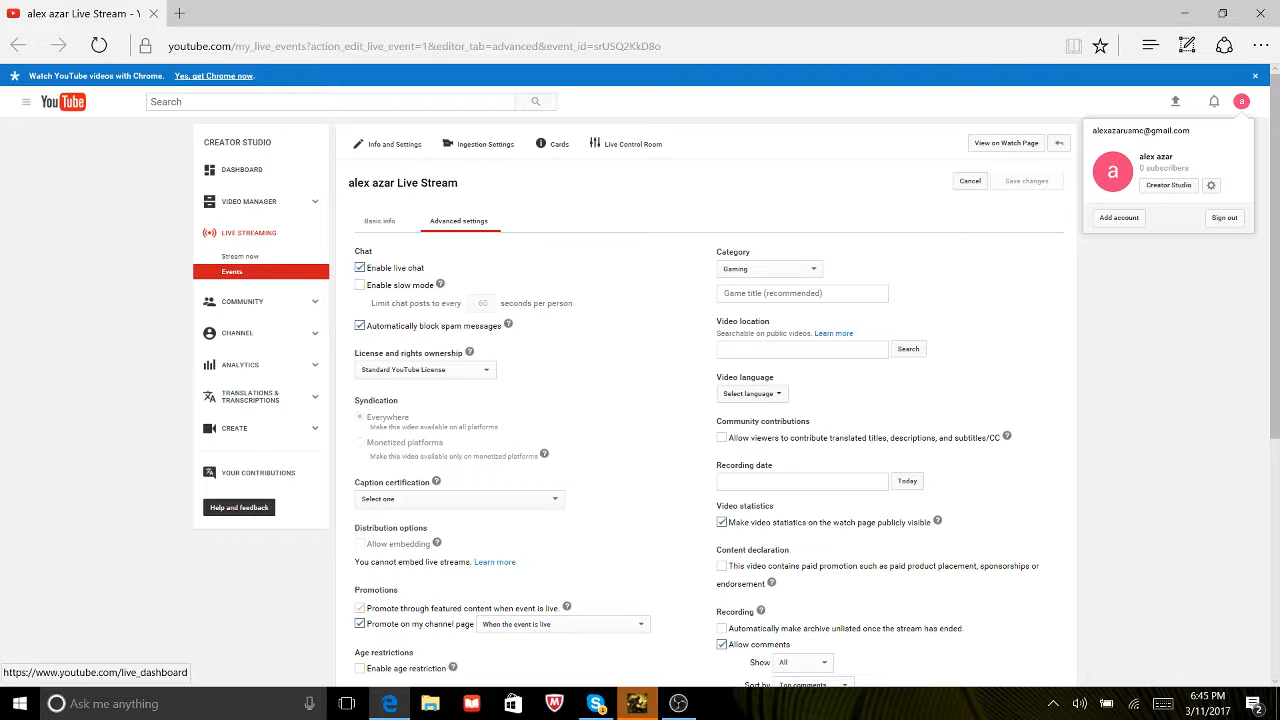 alex azar Live Stream -
youtube.com/my_live_events?action_edit_live_event=1&editor_tab=advanced&event_id=srUSQ2KkD8o
Watch YouTube videos with Chrome. Yes, get Chrome now.
YouTube
Search
a
alexazarusmc@gmail.com
a
alex azar
0 subscribers
Creator Studio
Add account
Sign out
CREATOR STUDIO
DASHBOARD
VIDEO MANAGER
LIVE STREAMING
Stream now
Events
COMMUNITY
CHANNEL
ANALYTICS
TRANSLATIONS &
TRANSCRIPTIONS
CREATE
YOUR CONTRIBUTIONS
Help and feedback
Info and Settings
Ingestion Settings
Cards
Live Control Room
View on Watch Page
alex azar Live Stream
Cancel
Save changes
Basic info
Advanced settings
Chat
Enable live chat
Enable slow mode ?
Limit chat posts to every 60 seconds per person
Automatically block spam messages ?
License and rights ownership ?
Standard YouTube License
Syndication
Everywhere
Make this video available on all platforms
Monetized platforms
Make this video available only on monetized platforms ?
Caption certification ?
Select one
Distribution options
Allow embedding ?
You cannot embed live streams. Learn more
Promotions
Promote through featured content when event is live. ?
Promote on my channel page When the event is live
Age restrictions
Enable age restriction ?
Category
Gaming
Game title (recommended)
Video location
Searchable on public videos. Learn more
Search
Video language
Select language
Community contributions
Allow viewers to contribute translated titles, descriptions, and subtitles/CC ?
Recording date
Today
Video statistics
Make video statistics on the watch page publicly visible ?
Content declaration
This video contains paid promotion such as paid product placement, sponsorships or
endorsement ?
Recording ?
Automatically make archive unlisted once the stream has ended.
Allow comments
Show All
Sort by Top comments
https://www.youtube.com/live_dashboard
Ask me anything
6:45 PM
3/11/2017
2